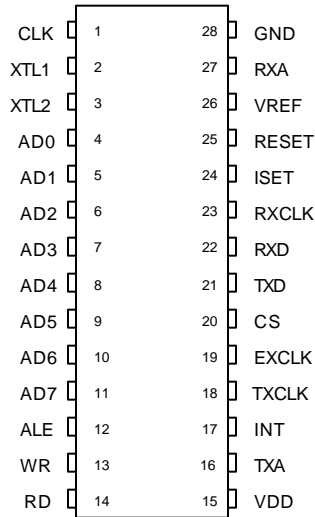 CLK 1 28 GND
XTL1 2 27 RXA
XTL2 3 26 VREF
AD0 4 25 RESET
AD1 5 24 ISET
AD2 6 23 RXCLK
AD3 7 22 RXD
AD4 8 21 TXD
AD5 9 20 CS
AD6 10 19 EXCLK
AD7 11 18 TXCLK
ALE 12 17 INT
WR 13 16 TXA
RD 14 15 VDD